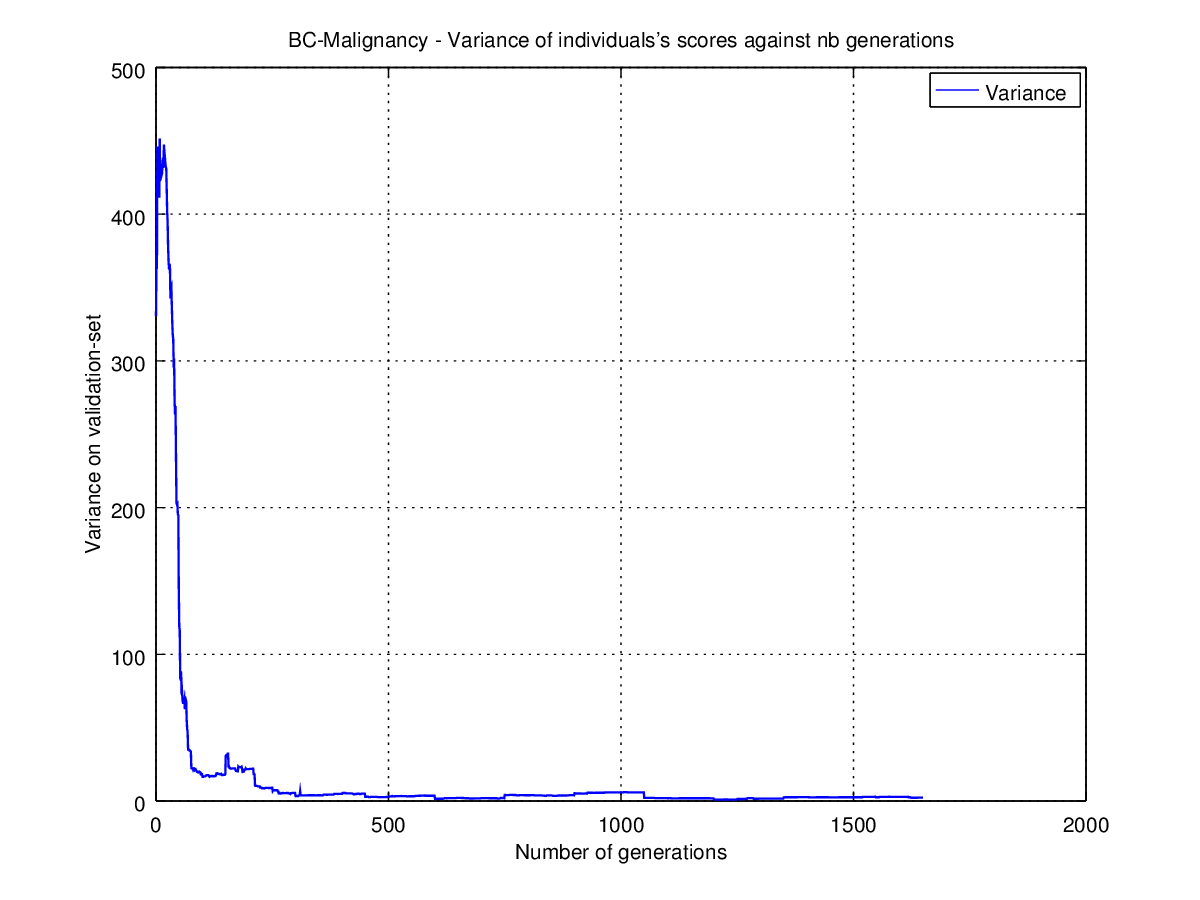 BC-Malignancy - Variance of individuals's scores against nb generations
500
Variance
400
300
Variance on validation-set
200
100
0
0 500 1000 1500 2000
Number of generations